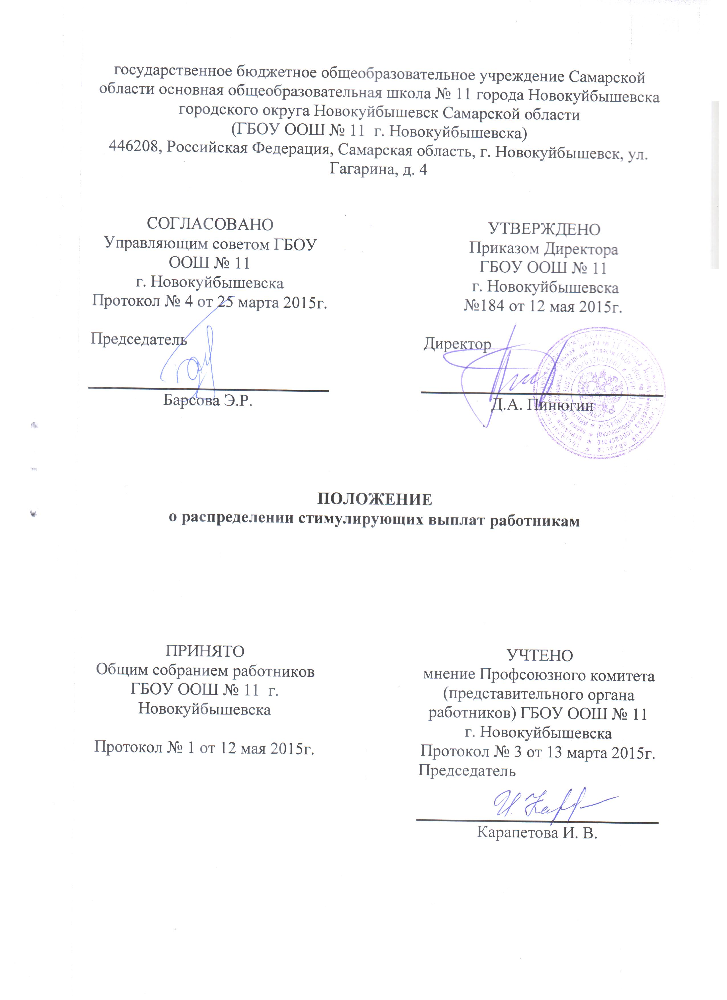 государственное бюджетное общеобразовательное учреждение Самарской
области основная общеобразовательная школа № 11 города Новокуйбышевска
городского округа Новокуйбышевск Самарской области
(ГБОУ ООШ № 11 г. Новокуйбышевска)
446208, Российская Федерация, Самарская область, г. Новокуйбышевск, ул.
Гагарина, д. 4
СОГЛАСОВАНО
Управляющим советом ГБОУ
ООШ № 11
г. Новокуйбышевска
Протокол № 4 от 25 марта 2015г.
Председатель
Барсова Э.Р.
УТВЕРЖДЕНО
Приказом Директора
ГБОУ ООШ № 11
г. Новокуйбышевска
№184 от 12 мая 2015г.
Директор
Д.А. Пинюгин
ПОЛОЖЕНИЕ
о распределении стимулирующих выплат работникам
ПРИНЯТО
Общим собранием работников
ГБОУ ООШ № 11 г.
Новокуйбышевска
Протокол № 1 от 12 мая 2015г.
УЧТЕНО
мнение Профсоюзного комитета
(представительного органа
работников) ГБОУ ООШ № 11
г. Новокуйбышевска
Протокол № 3 от 13 марта 2015г.
Председатель
Карапетова И. В.